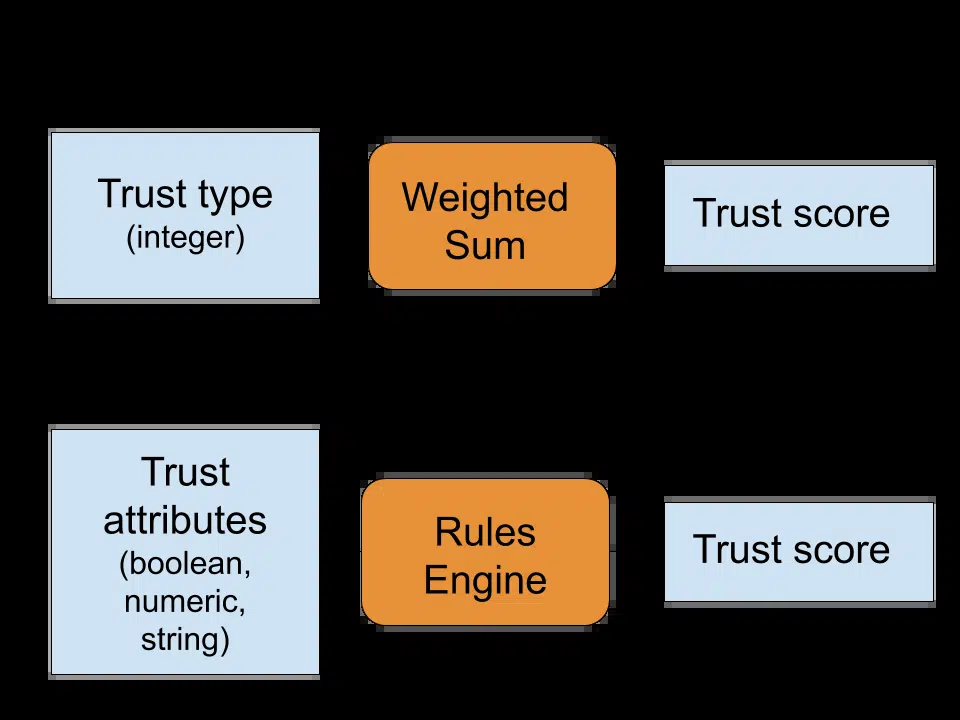 Trust type
(integer)
Weighted
Sum
Trust score
Trust
attributes
(boolean,
numeric,
string)
Rules
Engine
Trust score